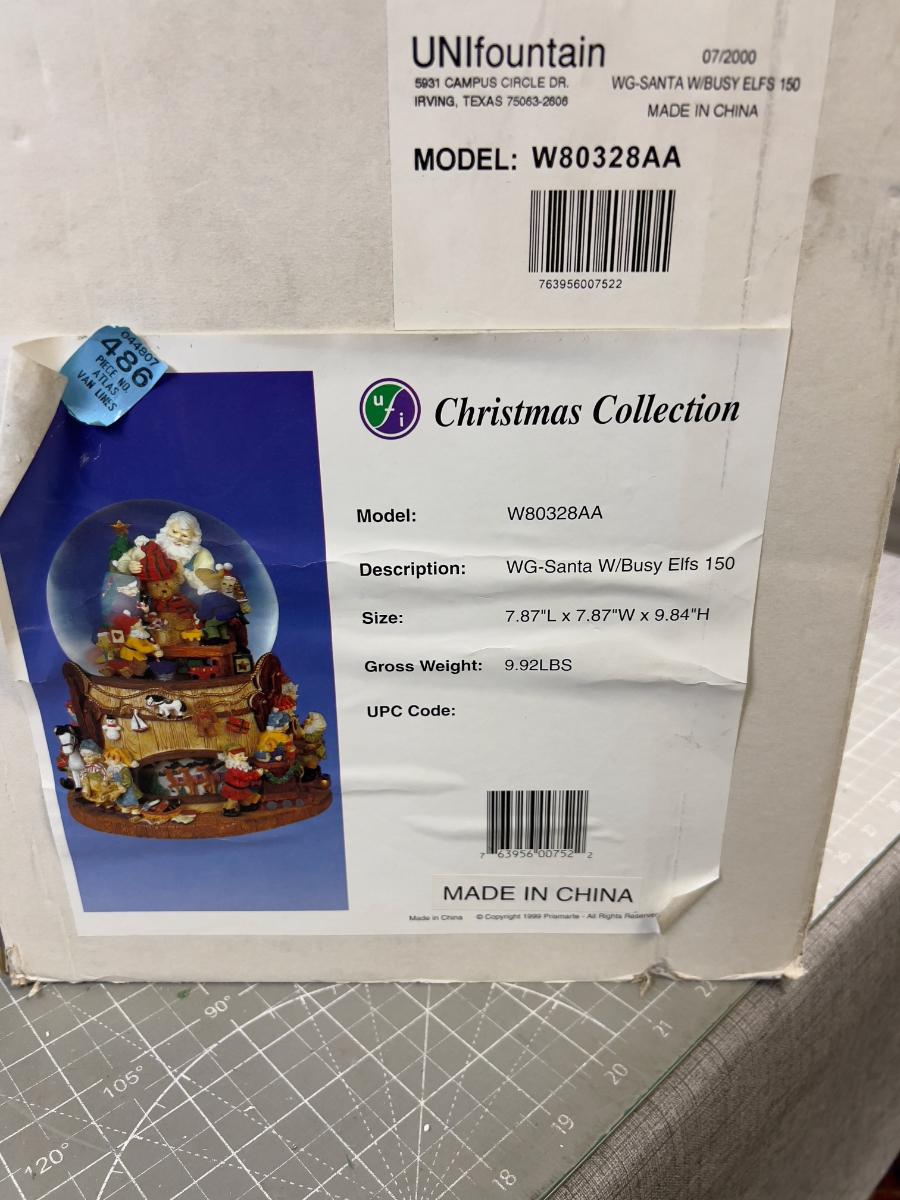 UNIfountain
07/2000
5931 CAMPUS CIRCLE DR.
WG-SANTA W/BUSY ELFS 150
IRVING, TEXAS 75063-2606
MADE IN CHINA
MODEL: W80328AA
763956007522
044807
486
PIECE NO.
ATLAS
VAN LINES
ufi
Christmas Collection
Model: W80328AA
Description: WG-Santa W/Busy Elfs 150
Size: 7.87"L x 7.87"W x 9.84"H
Gross Weight: 9.92LBS
UPC Code:
7 63956 00752 2
MADE IN CHINA
Made in China © Copyright 1999 Prismarte - All Rights Reserve
90°
105°
120°
18
19
20
21
22